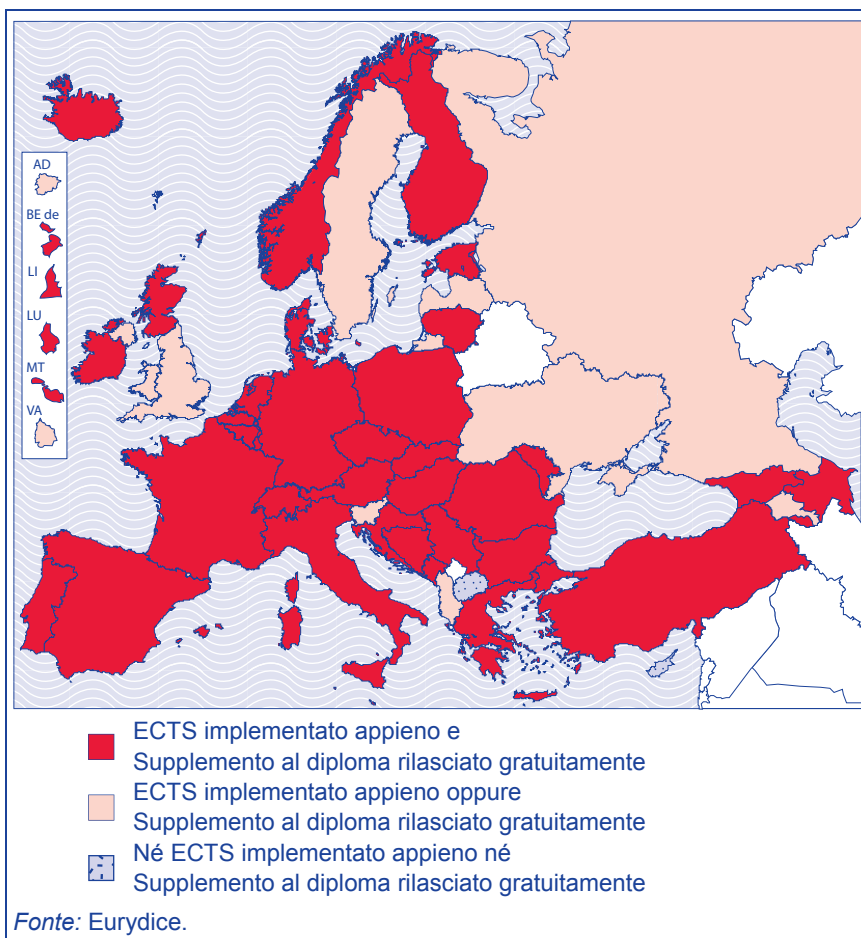 AD
BE de
LI
LU
MT
VA
ECTS implementato appieno e
Supplemento al diploma rilasciato gratuitamente
ECTS implementato appieno oppure
Supplemento al diploma rilasciato gratuitamente
Né ECTS implementato appieno né
Supplemento al diploma rilasciato gratuitamente
Fonte: Eurydice.